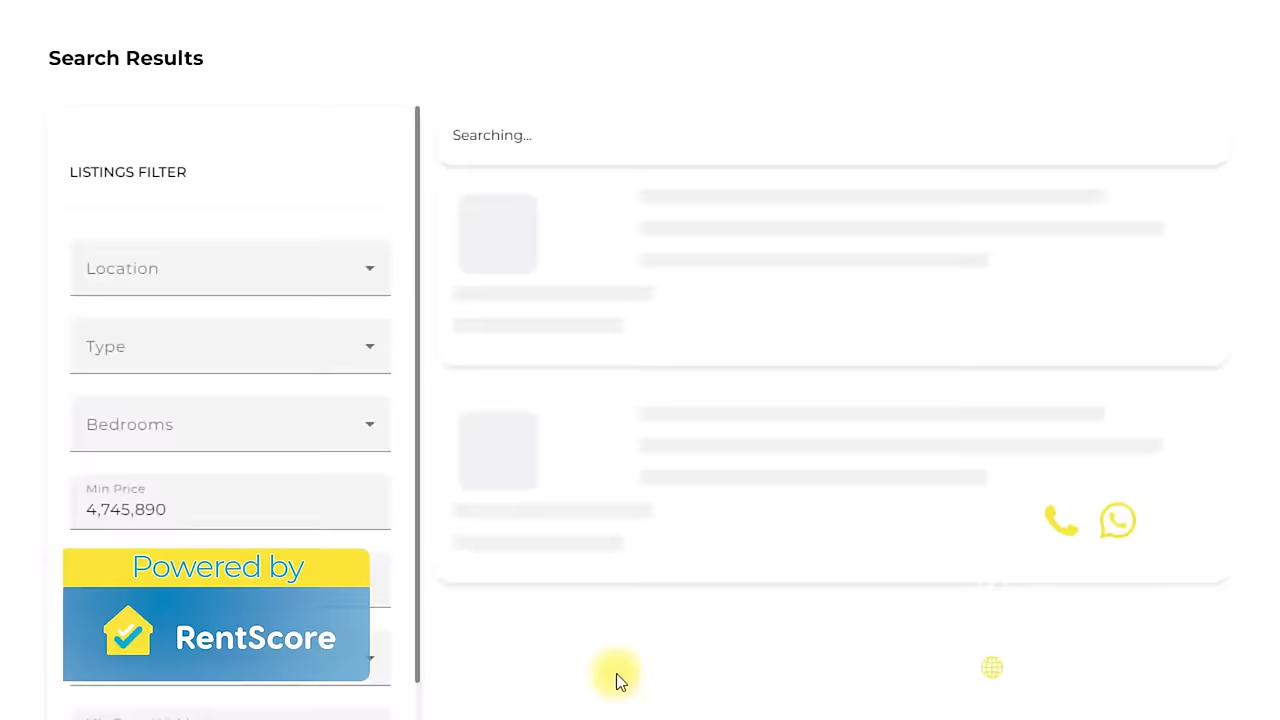 Search Results
LISTINGS FILTER
Location
Type
Bedrooms
Min Price
4,745,890
Powered by
RentScore
Searching...